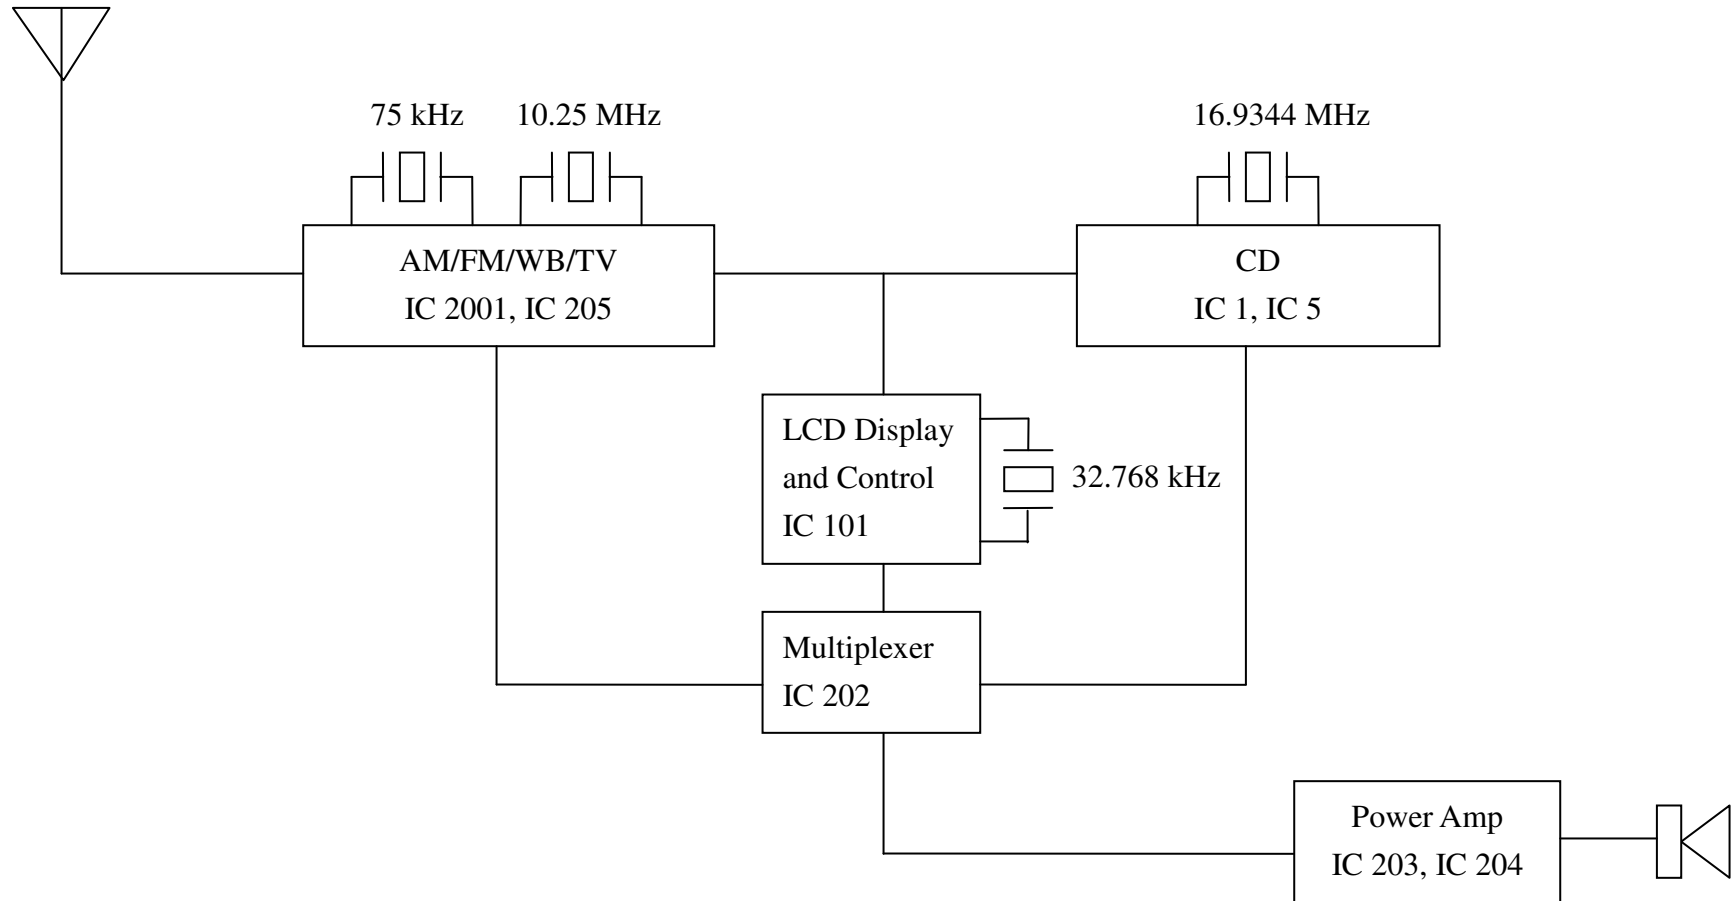 75 kHz
10.25 MHz
16.9344 MHz
AM/FM/WB/TV
IC 2001, IC 205
CD
IC 1, IC 5
LCD Display
and Control
IC 101
32.768 kHz
Multiplexer
IC 202
Power Amp
IC 203, IC 204